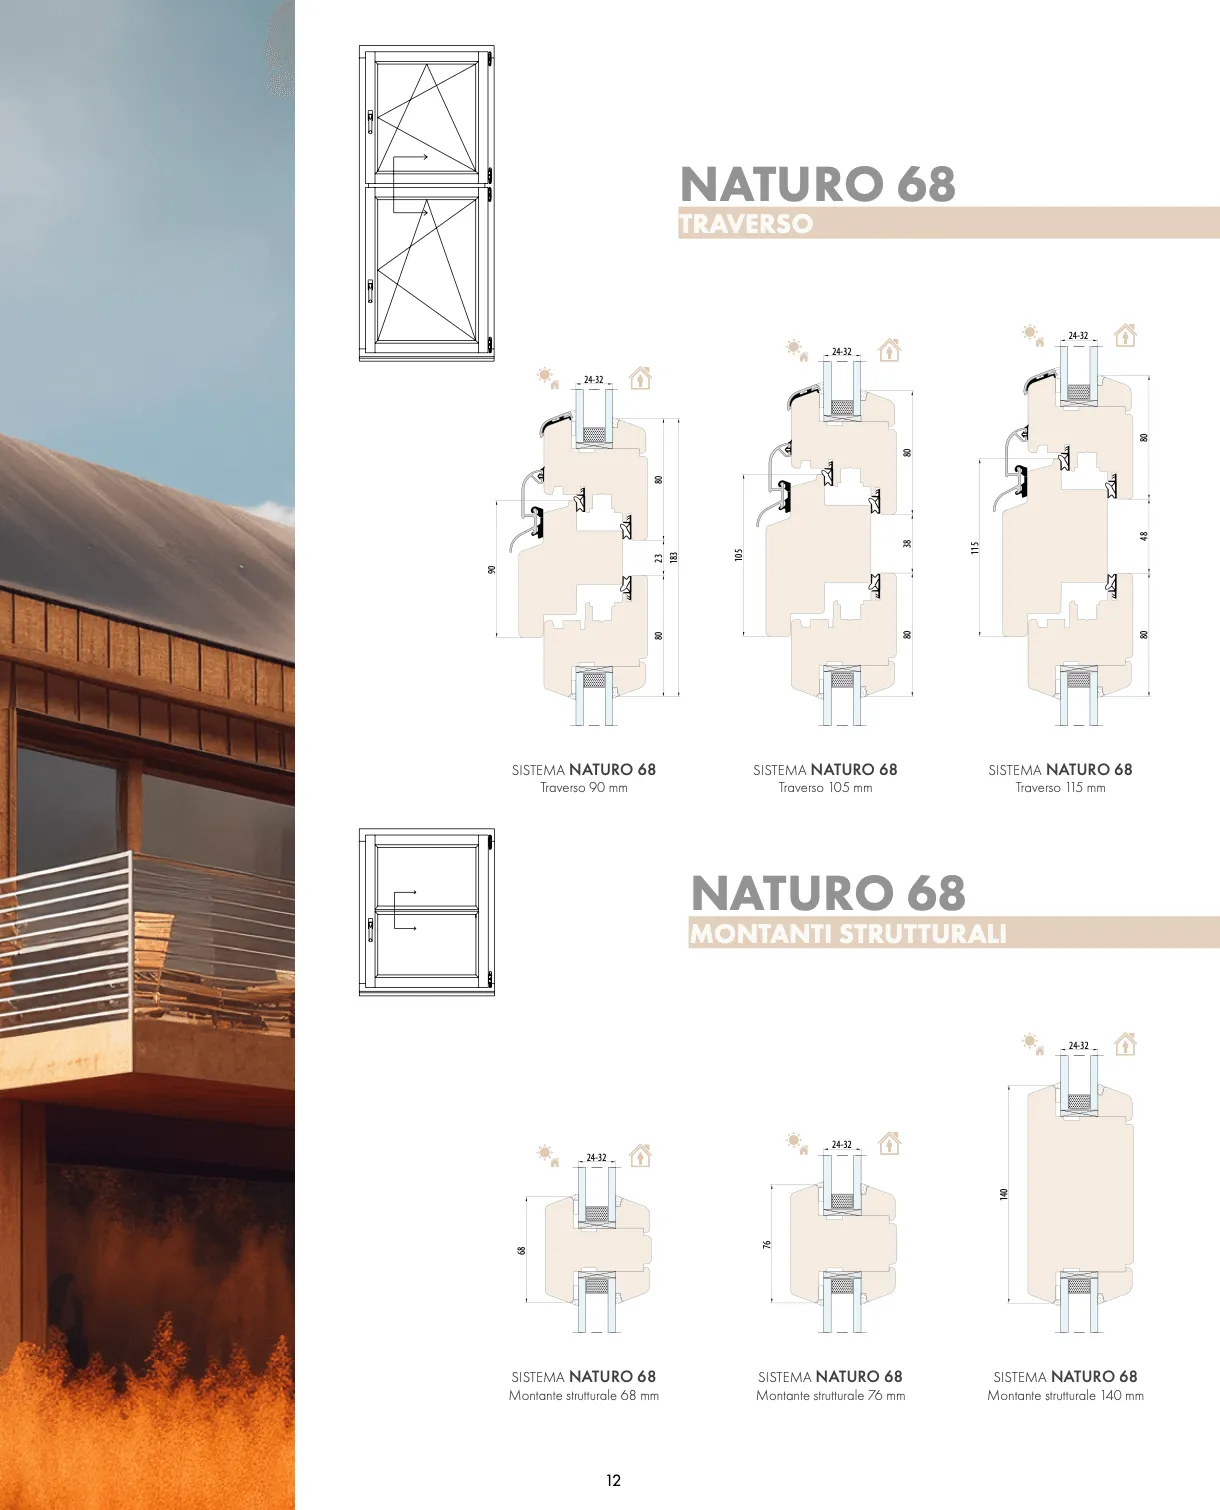 NATURO 68
TRAVERSO
24-32
80
23
183
90
80
24-32
80
38
105
80
24-32
80
48
115
80
SISTEMA NATURO 68
Traverso 90 mm
SISTEMA NATURO 68
Traverso 105 mm
SISTEMA NATURO 68
Traverso 115 mm
NATURO 68
MONTANTI STRUTTURALI
24-32
68
24-32
76
24-32
140
SISTEMA NATURO 68
Montante strutturale 68 mm
SISTEMA NATURO 68
Montante strutturale 76 mm
SISTEMA NATURO 68
Montante strutturale 140 mm
12